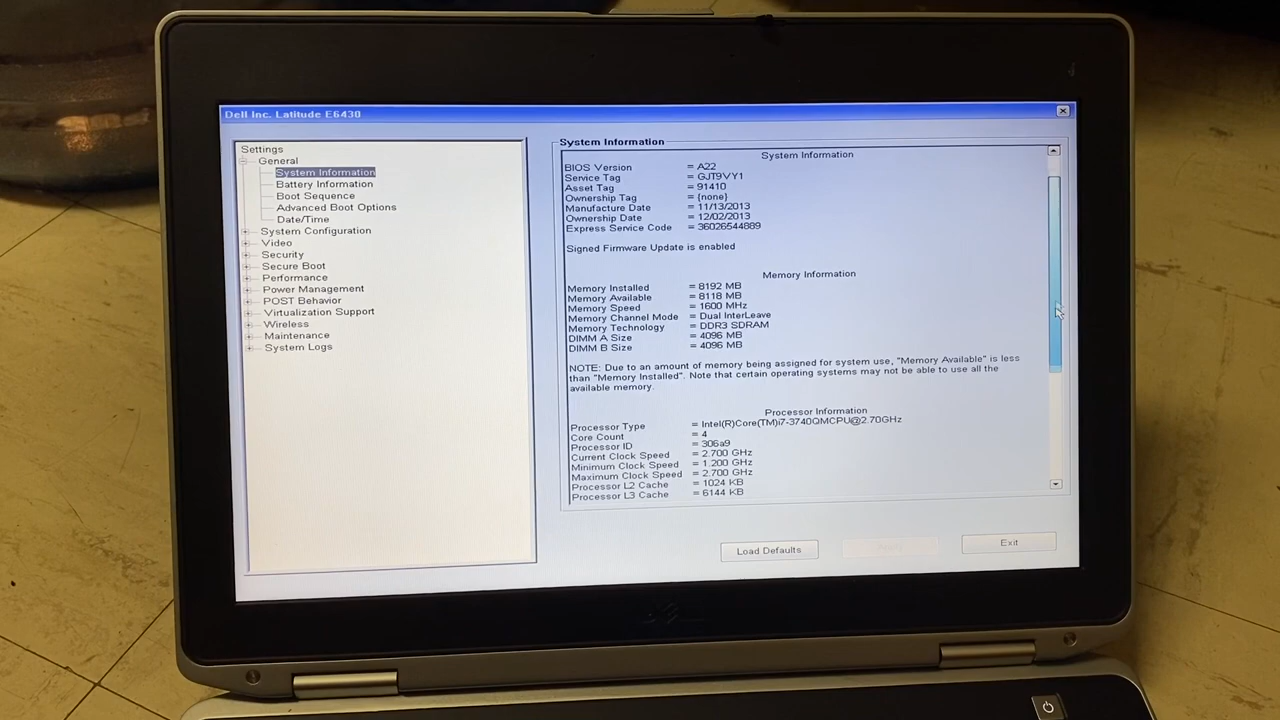 Dell Inc. Latitude E6430
Settings
General
System Information
Battery Information
Boot Sequence
Advanced Boot Options
Date/Time
System Configuration
Video
Security
Secure Boot
Performance
Power Management
POST Behavior
Virtualization Support
Wireless
Maintenance
System Logs
System Information
System Information
BIOS Version = A22
Service Tag = GJT9VY1
Asset Tag = 91410
Ownership Tag = {none}
Manufacture Date = 11/13/2013
Ownership Date = 12/02/2013
Express Service Code = 36026544889
Signed Firmware Update is enabled
Memory Information
Memory Installed = 8192 MB
Memory Available = 8118 MB
Memory Speed = 1600 MHz
Memory Channel Mode = Dual InterLeave
Memory Technology = DDR3 SDRAM
DIMM A Size = 4096 MB
DIMM B Size = 4096 MB
NOTE: Due to an amount of memory being assigned for system use, "Memory Available" is less
than "Memory Installed". Note that certain operating systems may not be able to use all the
available memory.
Processor Information
Processor Type = Intel(R)Core(TM)i7-3740QMCPU@2.70GHz
Core Count = 4
Processor ID = 306a9
Current Clock Speed = 2.700 GHz
Minimum Clock Speed = 1.200 GHz
Maximum Clock Speed = 2.700 GHz
Processor L2 Cache = 1024 KB
Processor L3 Cache = 6144 KB
Load Defaults
Exit